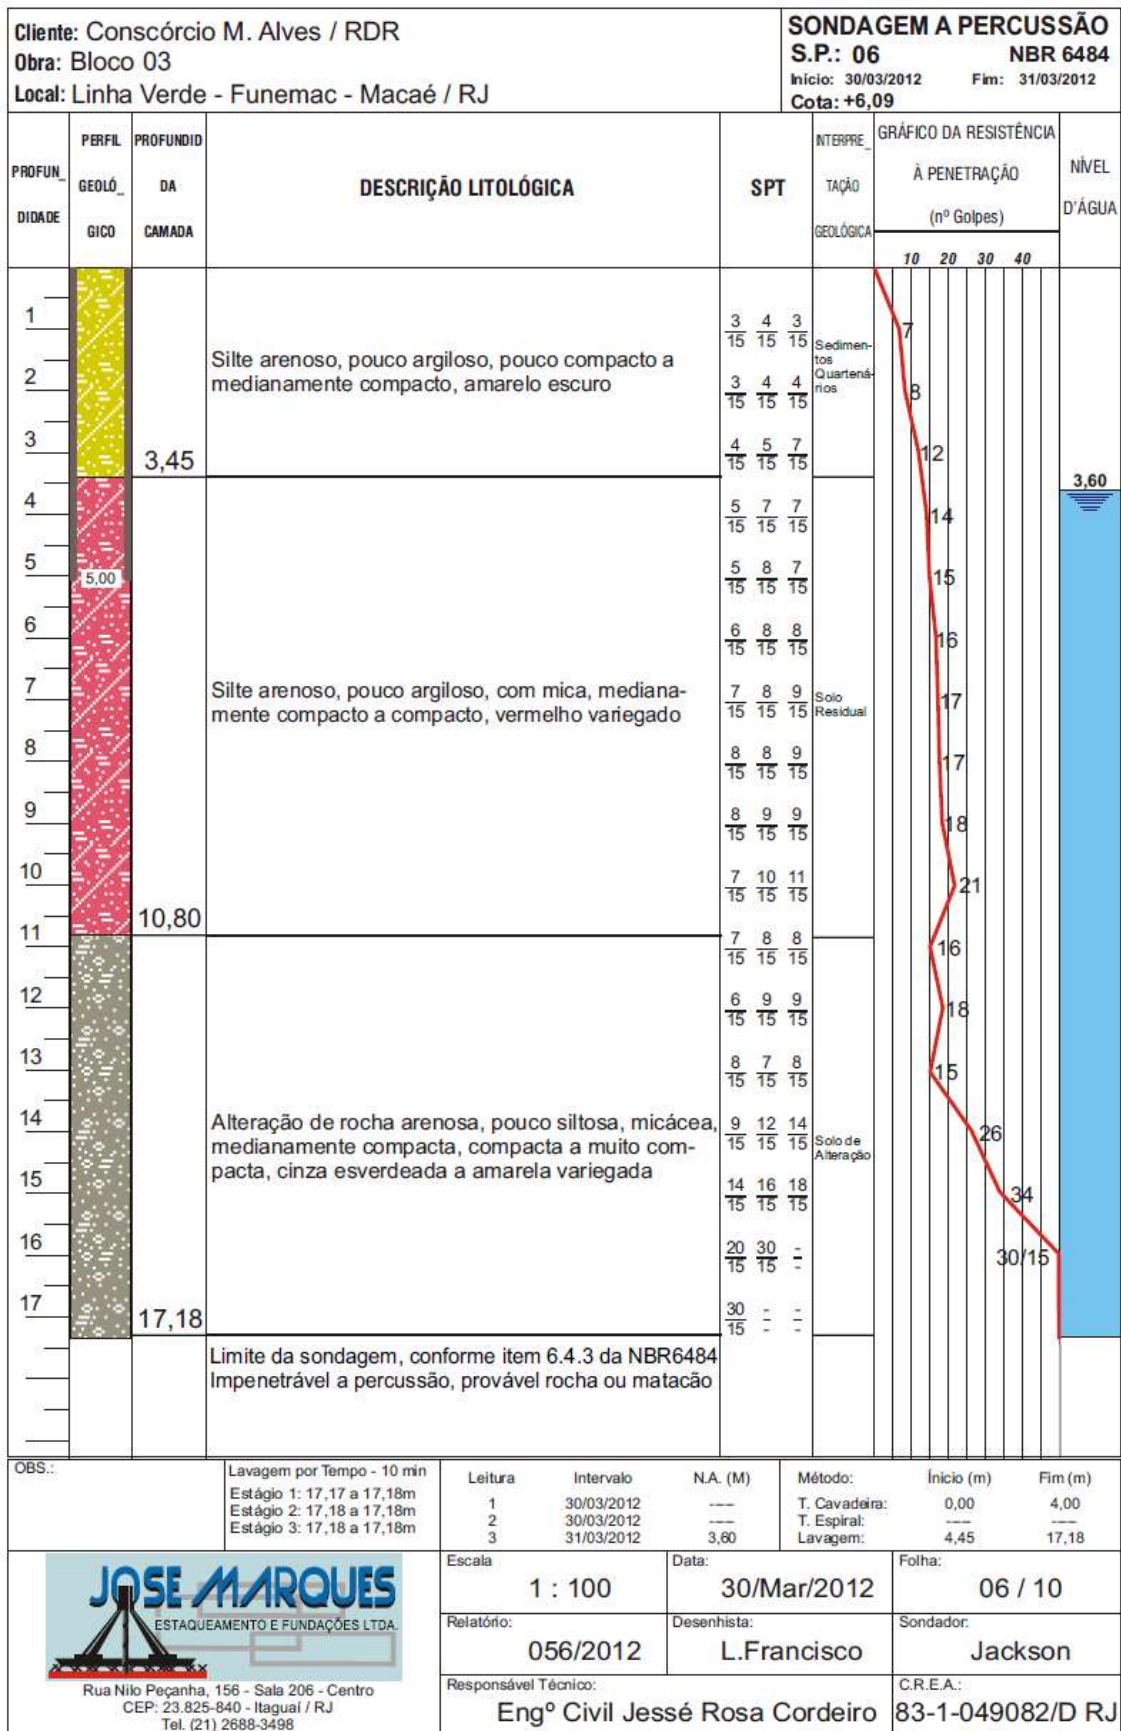 Cliente: Conscórcio M. Alves / RDR
Obra: Bloco 03
Local: Linha Verde - Funemac - Macaé / RJ
SONDAGEM A PERCUSSÃO
S.P.: 06 NBR 6484
Início: 30/03/2012 Fim: 31/03/2012
Cota: +6,09
PROFUN_
DIDADE
PERFIL
GEOLÓ_
GICO
PROFUNDID
DA
CAMADA
DESCRIÇÃO LITOLÓGICA
SPT
INTERPRE_
TAÇÃO
GEOLÓGICA
GRÁFICO DA RESISTÊNCIA
À PENETRAÇÃO
(nº Golpes)
10 20 30 40
NÍVEL
D'ÁGUA
1
2
3
4
5
6
7
8
9
10
11
12
13
14
15
16
17
5,00
3,45
10,80
17,18
Silte arenoso, pouco argiloso, pouco compacto a
medianamente compacto, amarelo escuro
Silte arenoso, pouco argiloso, com mica, mediana-
mente compacto a compacto, vermelho variegado
Alteração de rocha arenosa, pouco siltosa, micácea,
medianamente compacta, compacta a muito com-
pacta, cinza esverdeada a amarela variegada
Limite da sondagem, conforme item 6.4.3 da NBR6484
Impenetrável a percussão, provável rocha ou matacão
3 4 3
15 15 15
3 4 4
15 15 15
4 5 7
15 15 15
5 7 7
15 15 15
5 8 7
15 15 15
6 8 8
15 15 15
7 8 9
15 15 15
8 8 9
15 15 15
8 9 9
15 15 15
7 10 11
15 15 15
7 8 8
15 15 15
6 9 9
15 15 15
8 7 8
15 15 15
9 12 14
15 15 15
14 16 18
15 15 15
20 30 -
15 15 -
30 - -
15 - -
Sedimen-
tos
Quartená-
rios
Solo
Residual
Solo de
Alteração
7
8
12
14
15
16
17
17
18
21
16
18
15
26
34
30/15
3,60
OBS.:
Lavagem por Tempo - 10 min
Estágio 1: 17,17 a 17,18m
Estágio 2: 17,18 a 17,18m
Estágio 3: 17,18 a 17,18m
Leitura Intervalo N.A. (M)
1 30/03/2012 ----
2 30/03/2012 ----
3 31/03/2012 3,60
Método: Ínicio (m) Fim (m)
T. Cavadeira: 0,00 4,00
T. Espiral: ---- ----
Lavagem: 4,45 17,18
JOSE MARQUES
ESTAQUEAMENTO E FUNDAÇÕES LTDA.
Rua Nilo Peçanha, 156 - Sala 206 - Centro
CEP: 23.825-840 - Itaguaí / RJ
Tel. (21) 2688-3498
Escala
1 : 100
Data:
30/Mar/2012
Folha:
06 / 10
Relatório:
056/2012
Desenhista:
L.Francisco
Sondador:
Jackson
Responsável Técnico:
Engº Civil Jessé Rosa Cordeiro
C.R.E.A.:
83-1-049082/D RJ